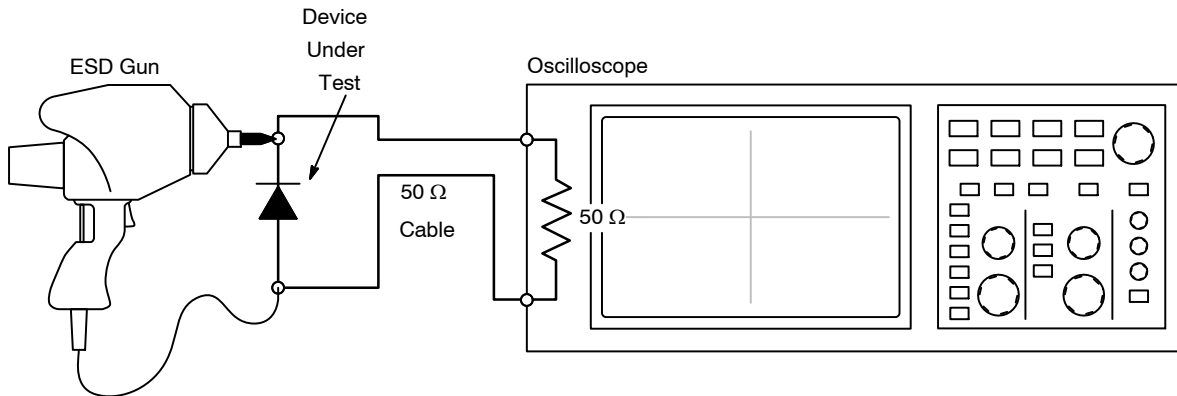 Device
Under
Test
ESD Gun
Oscilloscope
50 Ω
Cable
50 Ω